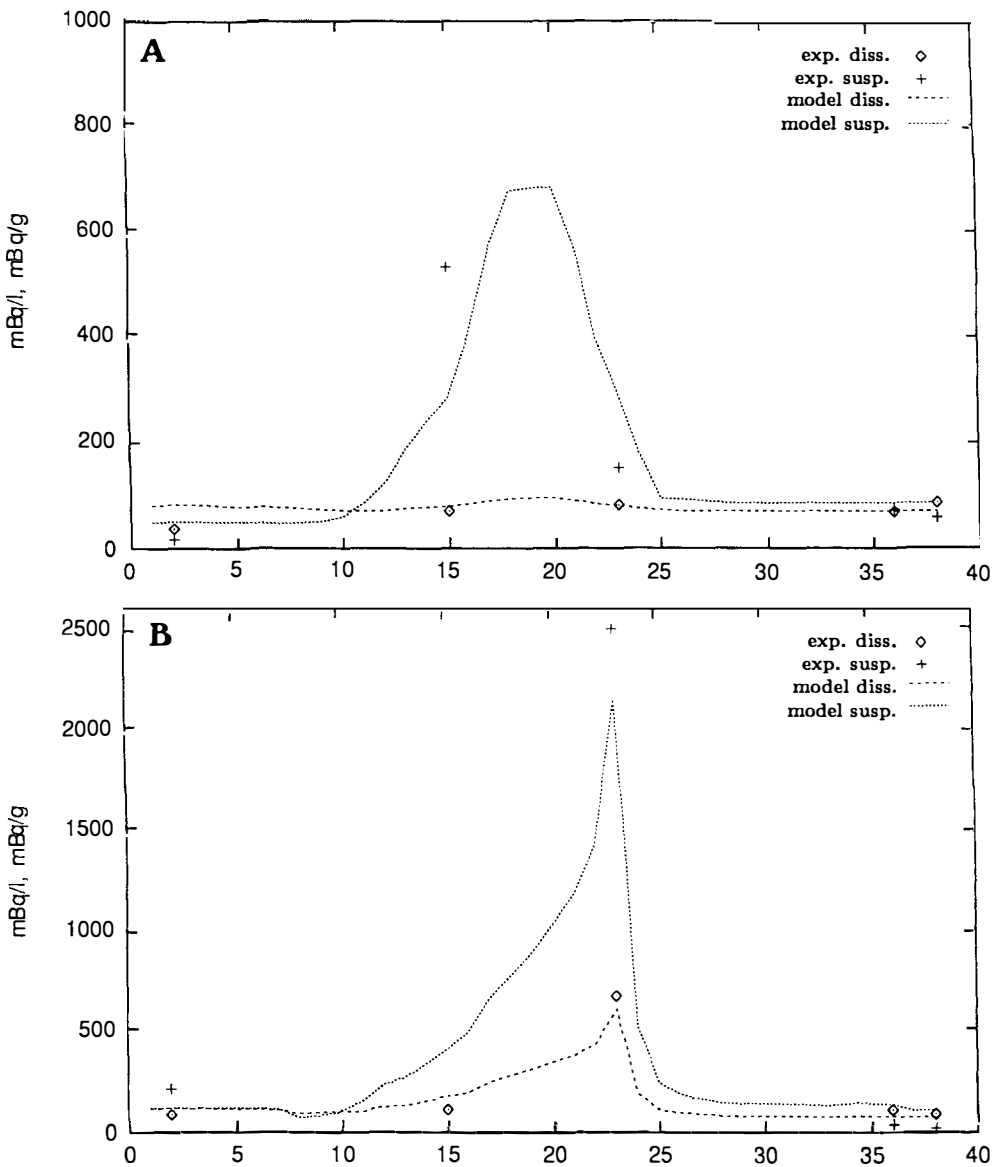 A
exp. diss.
exp. susp.
model diss.
model susp.
1000
800
600
400
200
0
mBq/l, mBq/g
0 5 10 15 20 25 30 35 40
B
exp. diss.
exp. susp.
model diss.
model susp.
2500
2000
1500
1000
500
0
mBq/l, mBq/g
0 5 10 15 20 25 30 35 40